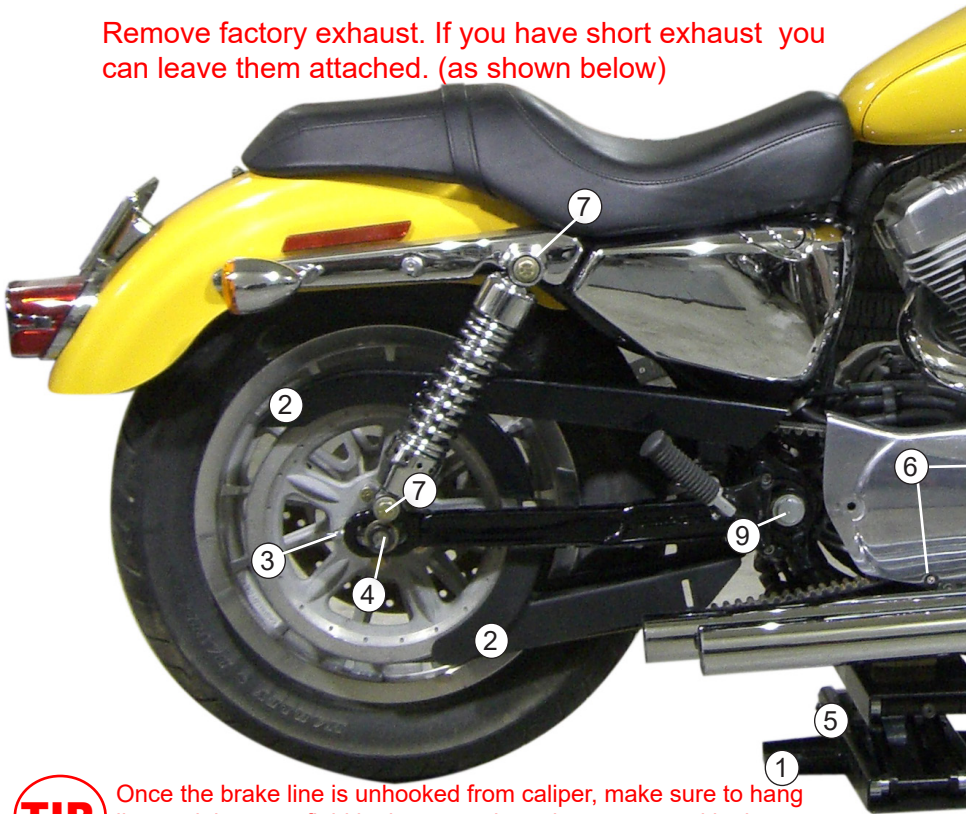 Remove factory exhaust. If you have short exhaust you
can leave them attached. (as shown below)
7
2
7
6
9
3
4
2
5
1
TIP
Once the brake line is unhooked from caliper, make sure to hang